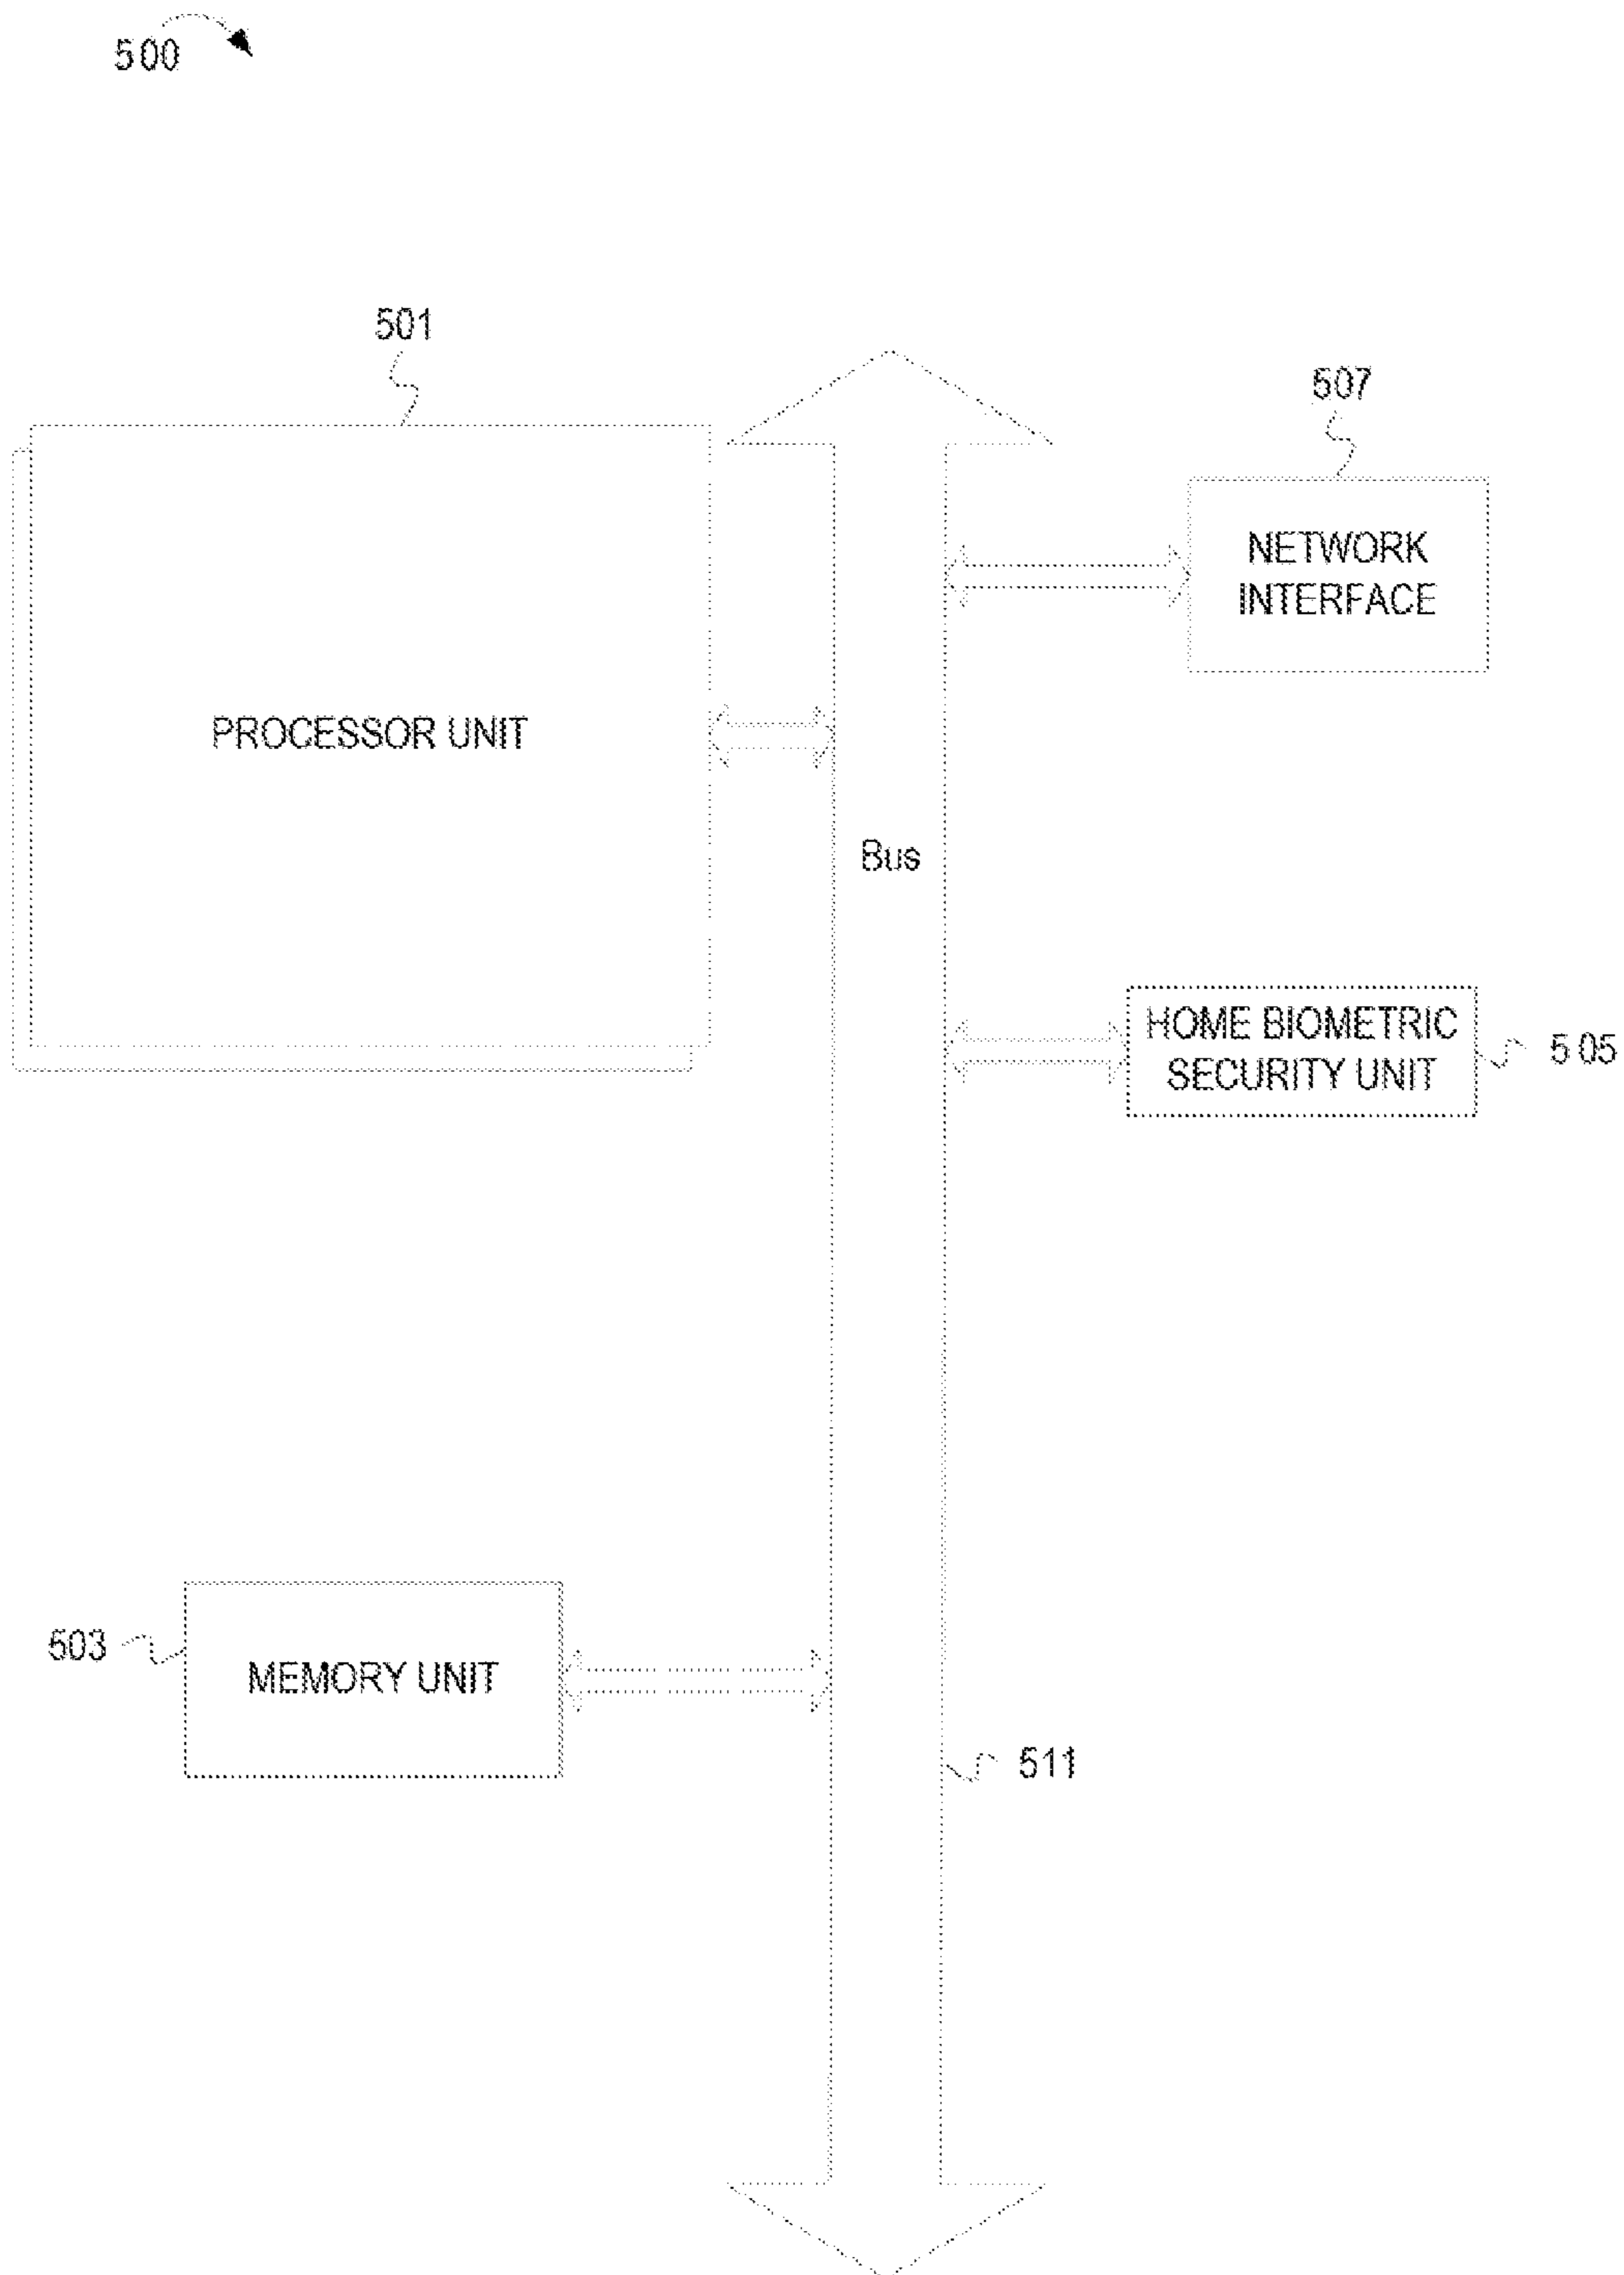 500
501
507
NETWORK
INTERFACE
PROCESSOR UNIT
Bus
HOME BIOMETRIC
SECURITY UNIT
505
503
MEMORY UNIT
511